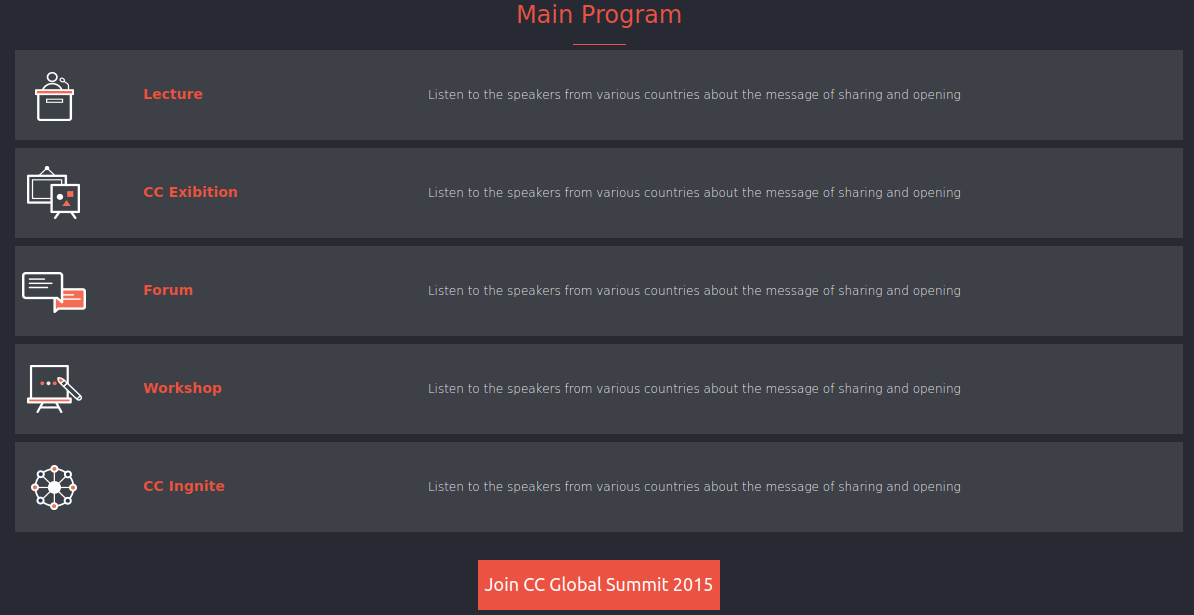 Main Program
Lecture
Listen to the speakers from various countries about the message of sharing and opening
CC Exibition
Listen to the speakers from various countries about the message of sharing and opening
Forum
Listen to the speakers from various countries about the message of sharing and opening
Workshop
Listen to the speakers from various countries about the message of sharing and opening
CC Ingnite
Listen to the speakers from various countries about the message of sharing and opening
Join CC Global Summit 2015